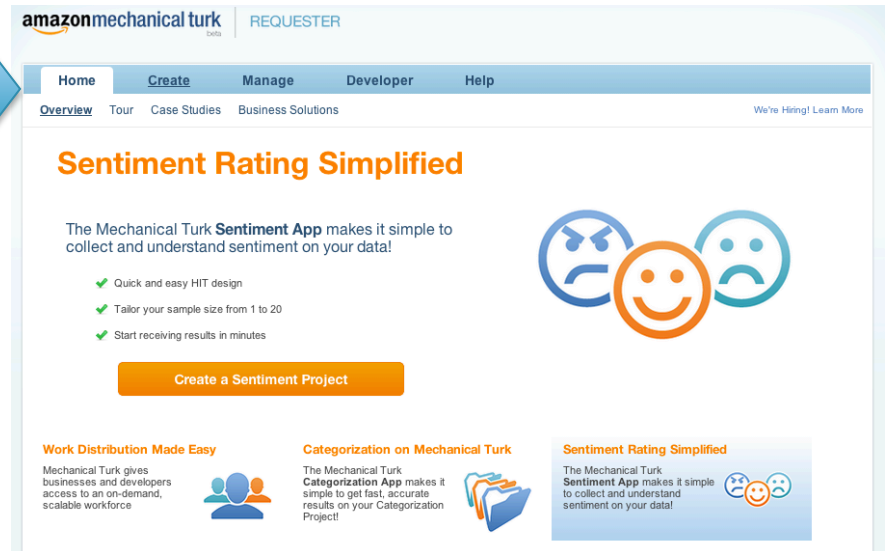 amazonmechanical turk
beta
REQUESTER
Home Create Manage Developer Help
Overview Tour Case Studies Business Solutions We're Hiring! Learn More
Sentiment Rating Simplified
The Mechanical Turk Sentiment App makes it simple to
collect and understand sentiment on your data!
Quick and easy HIT design
Tailor your sample size from 1 to 20
Start receiving results in minutes
Create a Sentiment Project
Work Distribution Made Easy
Mechanical Turk gives
businesses and developers
access to an on-demand,
scalable workforce
Categorization on Mechanical Turk
The Mechanical Turk
Categorization App makes it
simple to get fast, accurate
results on your Categorization
Project!
Sentiment Rating Simplified
The Mechanical Turk
Sentiment App makes it simple
to collect and understand
sentiment on your data!